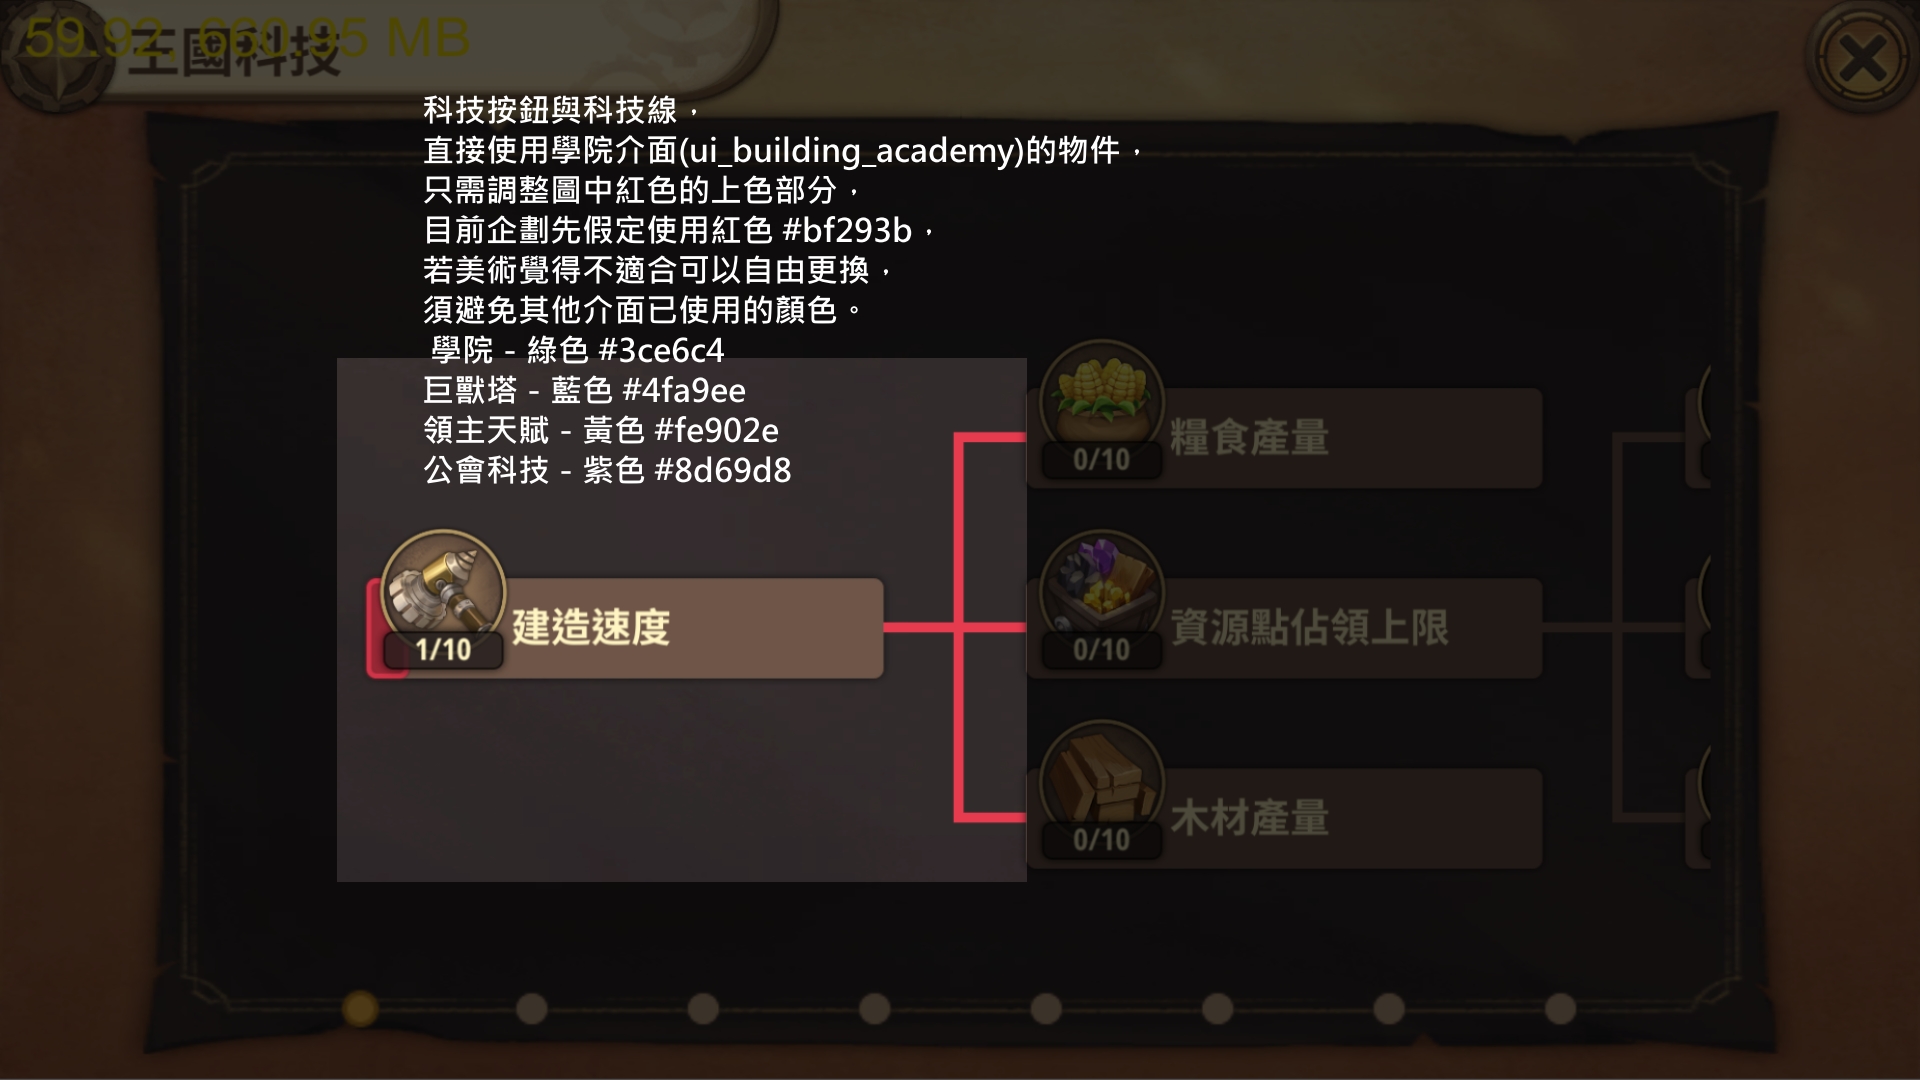 59.92, 660.95 MB
王國科技
科技按鈕與科技線，
直接使用學院介面(ui_building_academy)的物件，
只需調整圖中紅色的上色部分，
目前企劃先假定使用紅色 #bf293b，
若美術覺得不適合可以自由更換，
須避免其他介面已使用的顏色。
學院 - 綠色 #3ce6c4
巨獸塔 - 藍色 #4fa9ee
領主天賦 - 黃色 #fe902e
公會科技 - 紫色 #8d69d8
糧食產量
0/10
建造速度
1/10
資源點佔領上限
0/10
木材產量
0/10